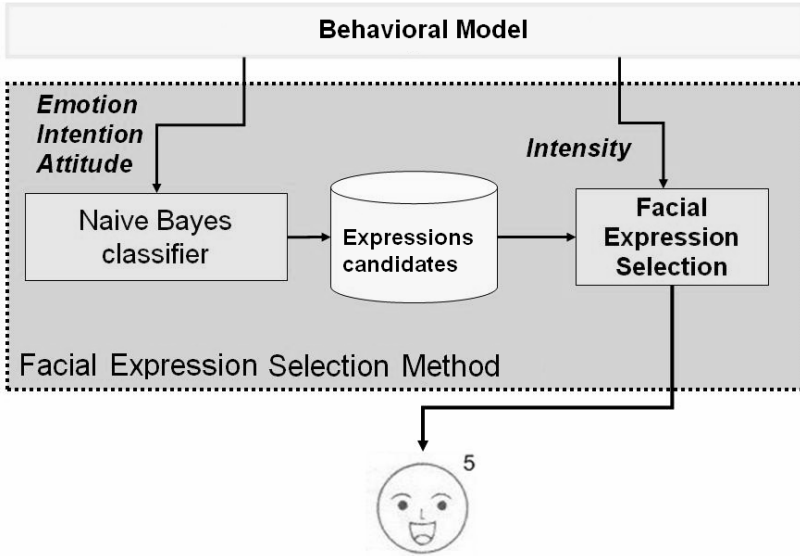 Behavioral Model
Emotion
Intention
Attitude
Intensity
Naive Bayes
classifier
Expressions
candidates
Facial
Expression
Selection
Facial Expression Selection Method
5